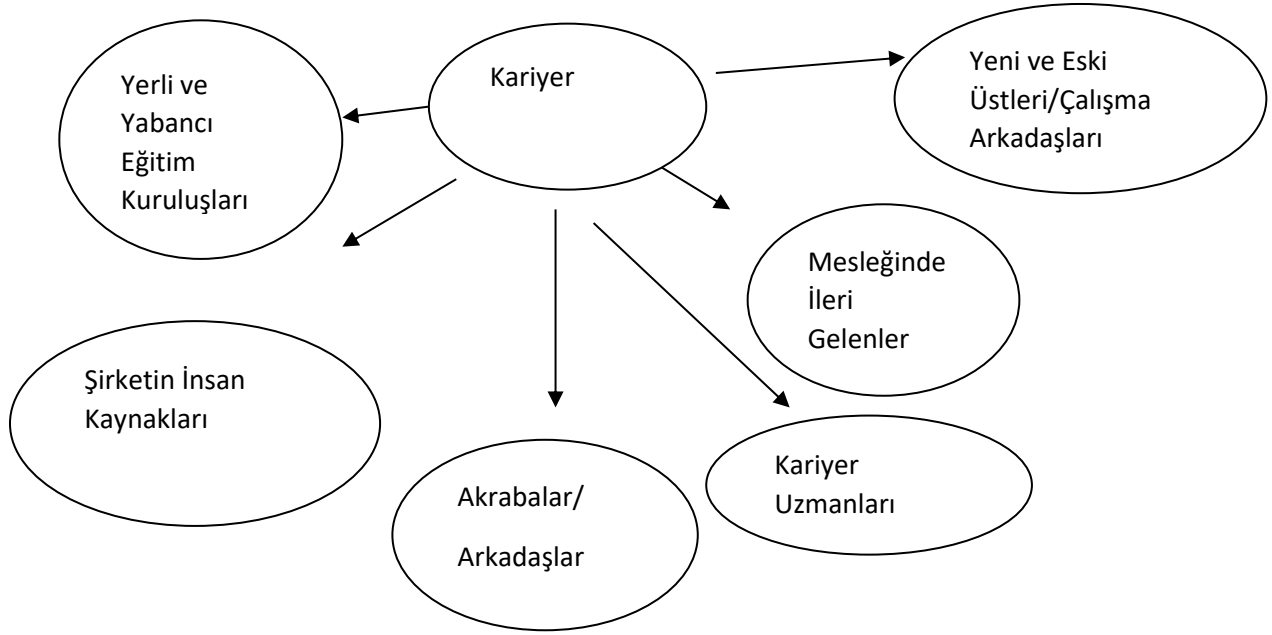 Kariyer
Yerli ve
Yabancı
Eğitim
Kuruluşları
Yeni ve Eski
Üstleri/Çalışma
Arkadaşları
Mesleğinde
İleri
Gelenler
Şirketin İnsan
Kaynakları
Akrabalar/
Arkadaşlar
Kariyer
Uzmanları